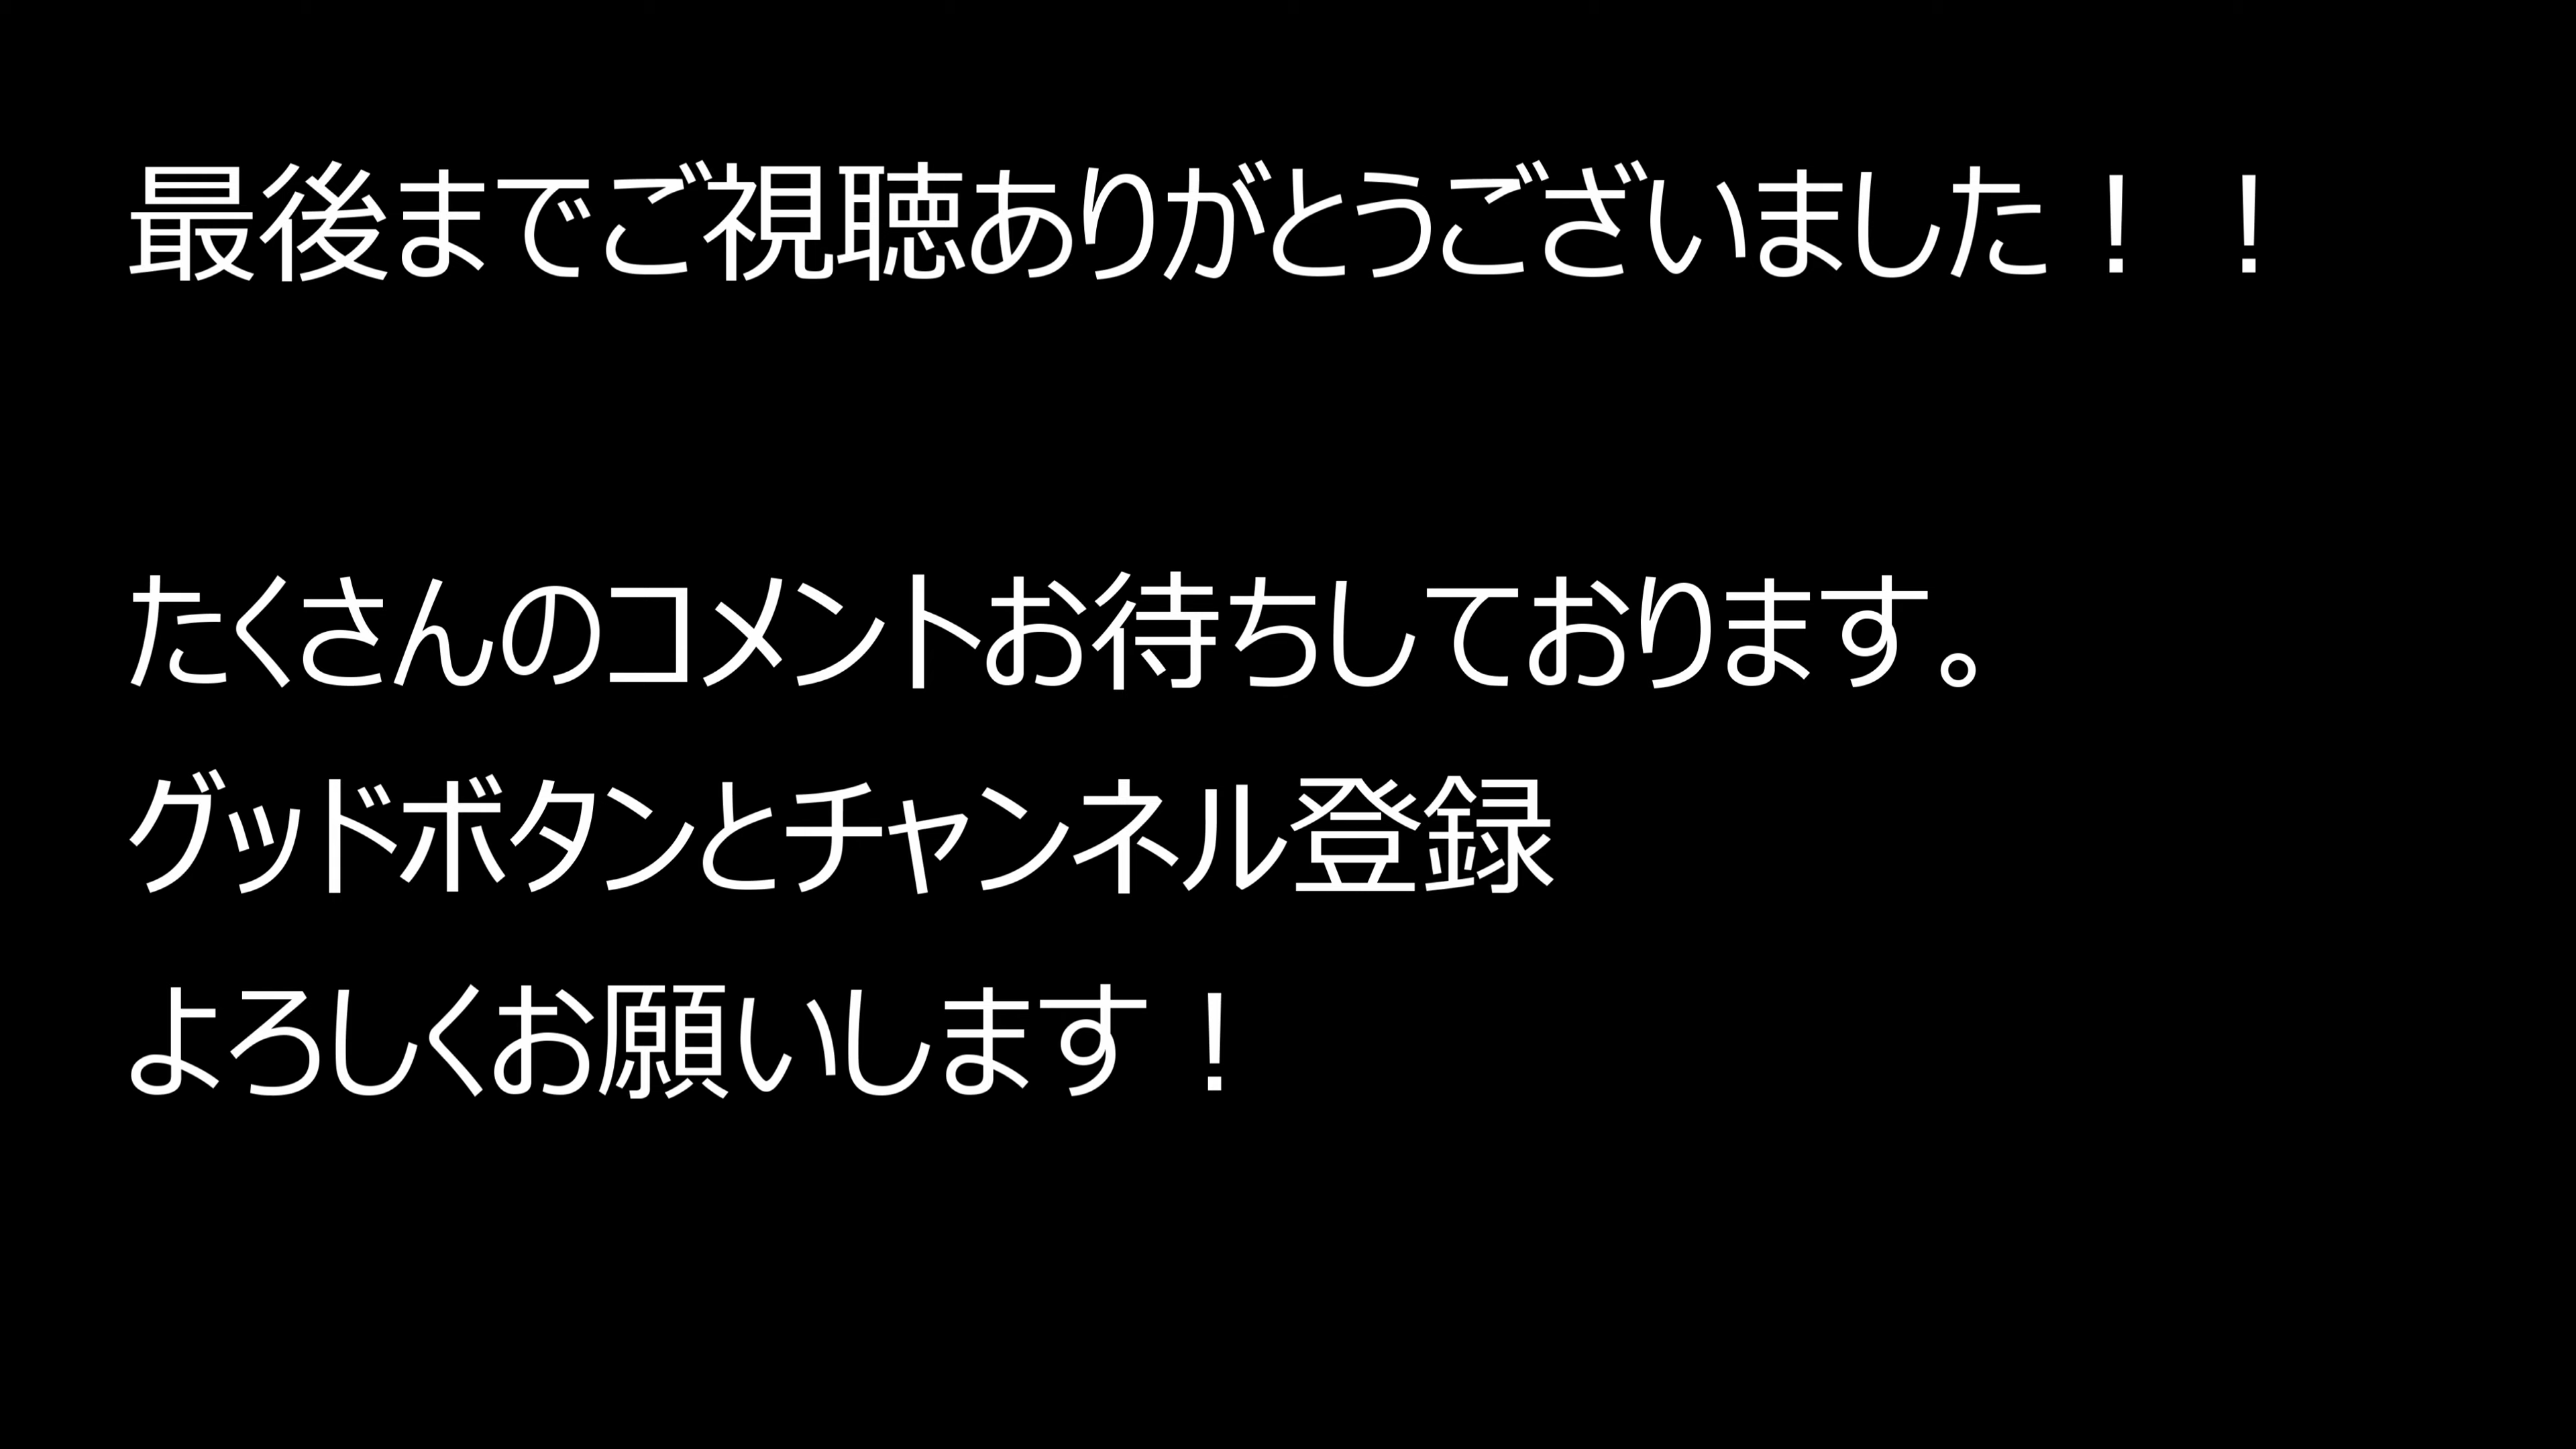 最後までご視聴ありがとうございました！！
たくさんのコメントお待ちしております。
グッドボタンとチャンネル登録
よろしくお願いします！